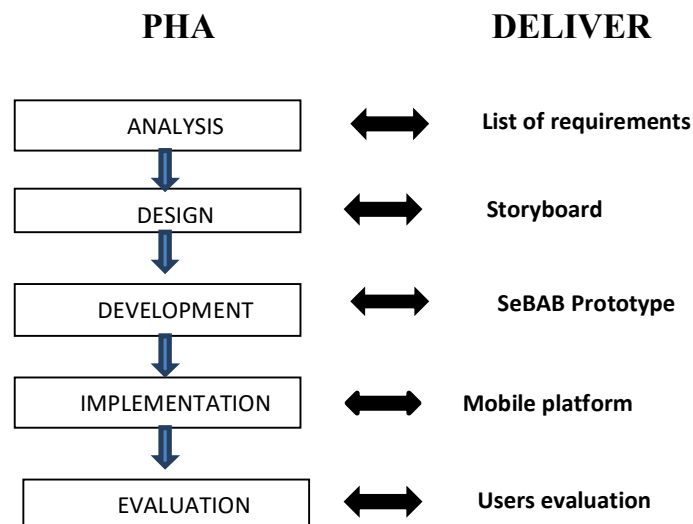 PHA DELIVER
ANALYSIS List of requirements
DESIGN Storyboard
DEVELOPMENT SeBAB Prototype
IMPLEMENTATION Mobile platform
EVALUATION Users evaluation